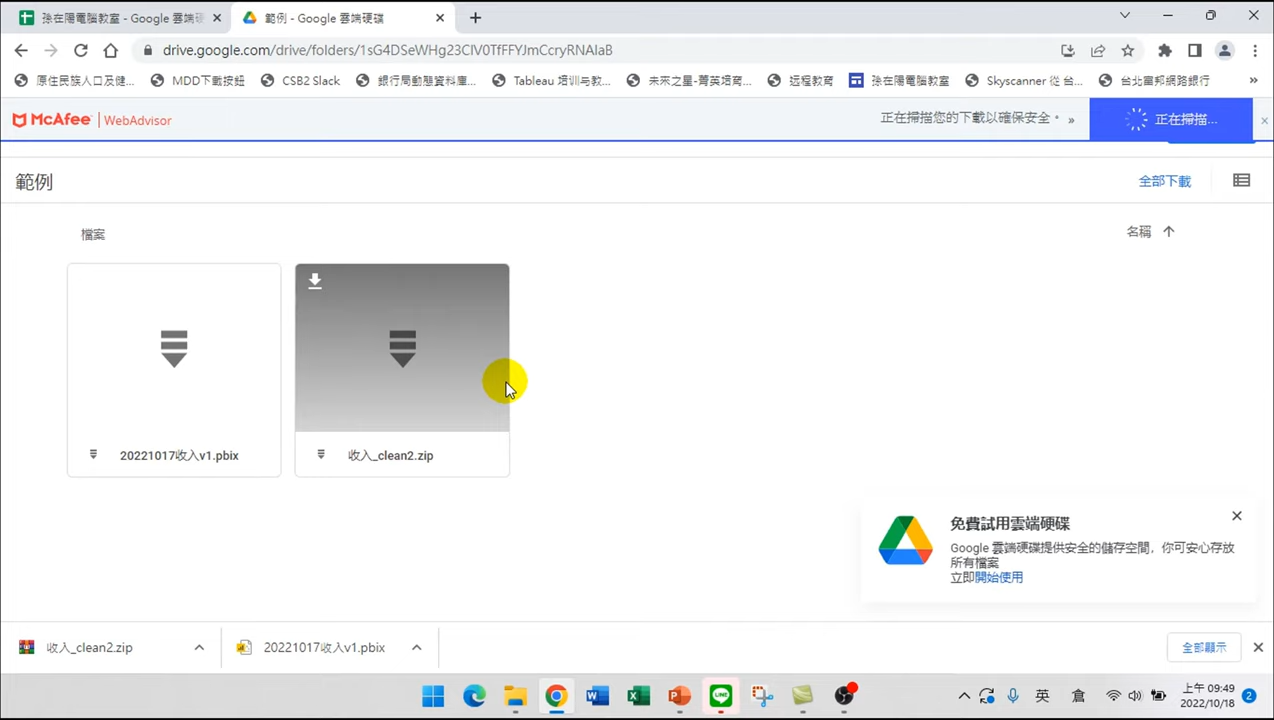 孫在陽電腦教室 - Google 雲端硬
範例 - Google 雲端硬碟
drive.google.com/drive/folders/1sG4DSeWHg23CIV0TfFFYJmCcryRNAIaB
原住民族人口及健... MDD下載按鈕 CSB2 Slack 銀行局動態資料庫... Tableau 培训与教... 未來之星-菁英培育... 远程教育 孫在陽電腦教室 Skyscanner 從 台... 台北富邦網路銀行 »
McAfee | WebAdvisor 正在掃描您的下載以確保安全。 » 正在掃描...
範例 全部下載
檔案 名稱
20221017收入v1.pbix 收入_clean2.zip
免費試用雲端硬碟
Google 雲端硬碟提供安全的儲存空間，你可安心存放
所有檔案
立即開始使用
收入_clean2.zip 20221017收入v1.pbix 全部顯示
英 倉 上午 09:49
2022/10/18 2